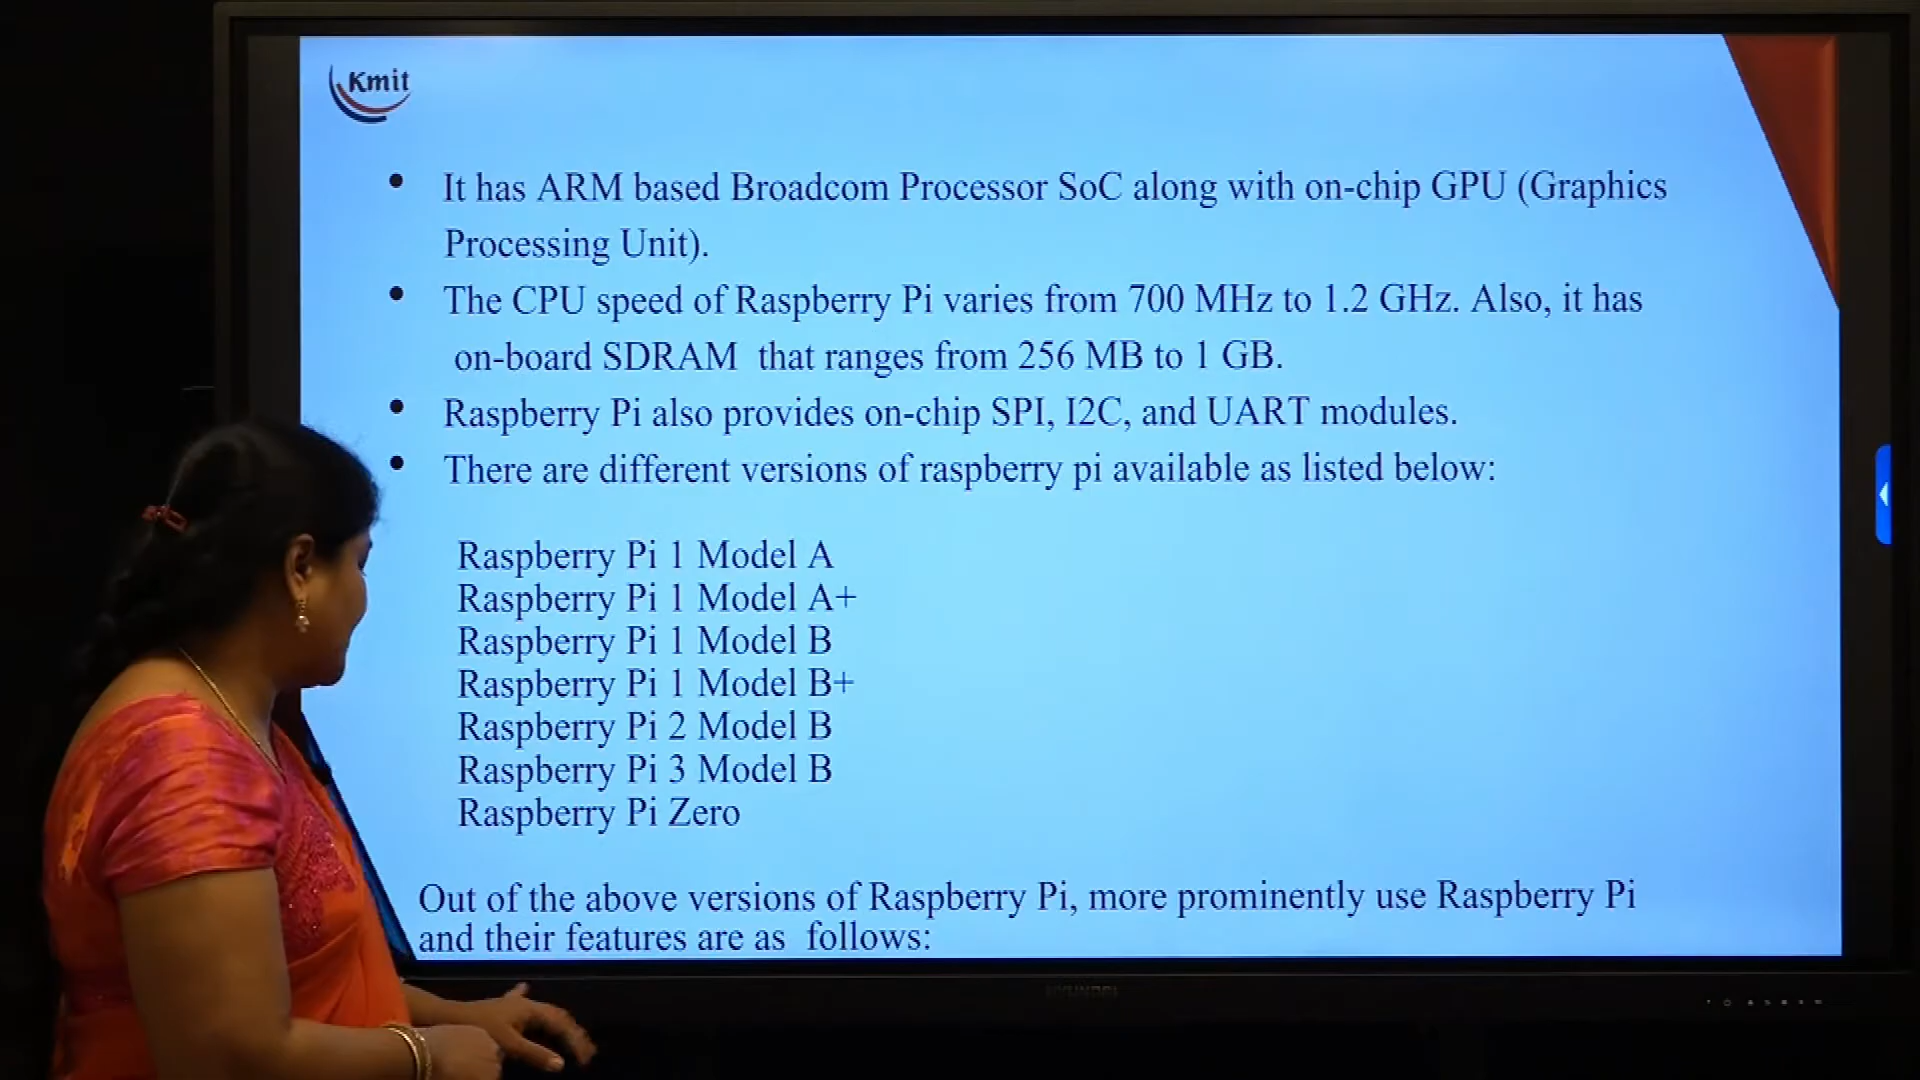 Kmit
• It has ARM based Broadcom Processor SoC along with on-chip GPU (Graphics
Processing Unit).
• The CPU speed of Raspberry Pi varies from 700 MHz to 1.2 GHz. Also, it has
on-board SDRAM that ranges from 256 MB to 1 GB.
• Raspberry Pi also provides on-chip SPI, I2C, and UART modules.
• There are different versions of raspberry pi available as listed below:
Raspberry Pi 1 Model A
Raspberry Pi 1 Model A+
Raspberry Pi 1 Model B
Raspberry Pi 1 Model B+
Raspberry Pi 2 Model B
Raspberry Pi 3 Model B
Raspberry Pi Zero
Out of the above versions of Raspberry Pi, more prominently use Raspberry Pi
and their features are as follows:
HYUNDAI